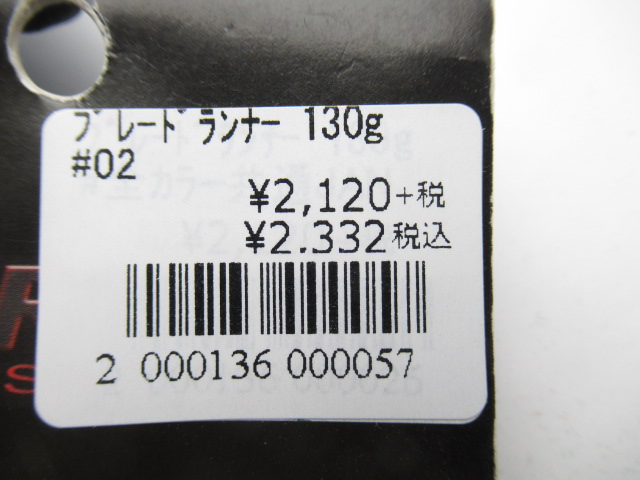 ブレード ランナー 130g
#02
¥2,120+税
¥2.332税込
2 000136 000057